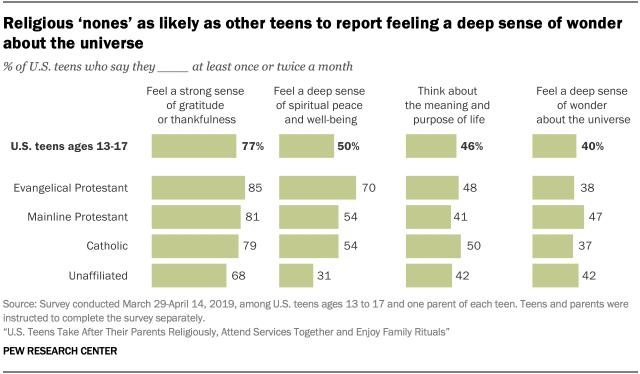 Religious ‘nones’ as likely as other teens to report feeling a deep sense of wonder
about the universe
% of U.S. teens who say they ____ at least once or twice a month
Feel a strong sense
of gratitude
or thankfulness
Feel a deep sense
of spiritual peace
and well-being
Think about
the meaning and
purpose of life
Feel a deep sense
of wonder
about the universe
U.S. teens ages 13-17 77% 50% 46% 40%
Evangelical Protestant 85 70 48 38
Mainline Protestant 81 54 41 47
Catholic 79 54 50 37
Unaffiliated 68 31 42 42
Source: Survey conducted March 29-April 14, 2019, among U.S. teens ages 13 to 17 and one parent of each teen. Teens and parents were
instructed to complete the survey separately.
“U.S. Teens Take After Their Parents Religiously, Attend Services Together and Enjoy Family Rituals”
PEW RESEARCH CENTER